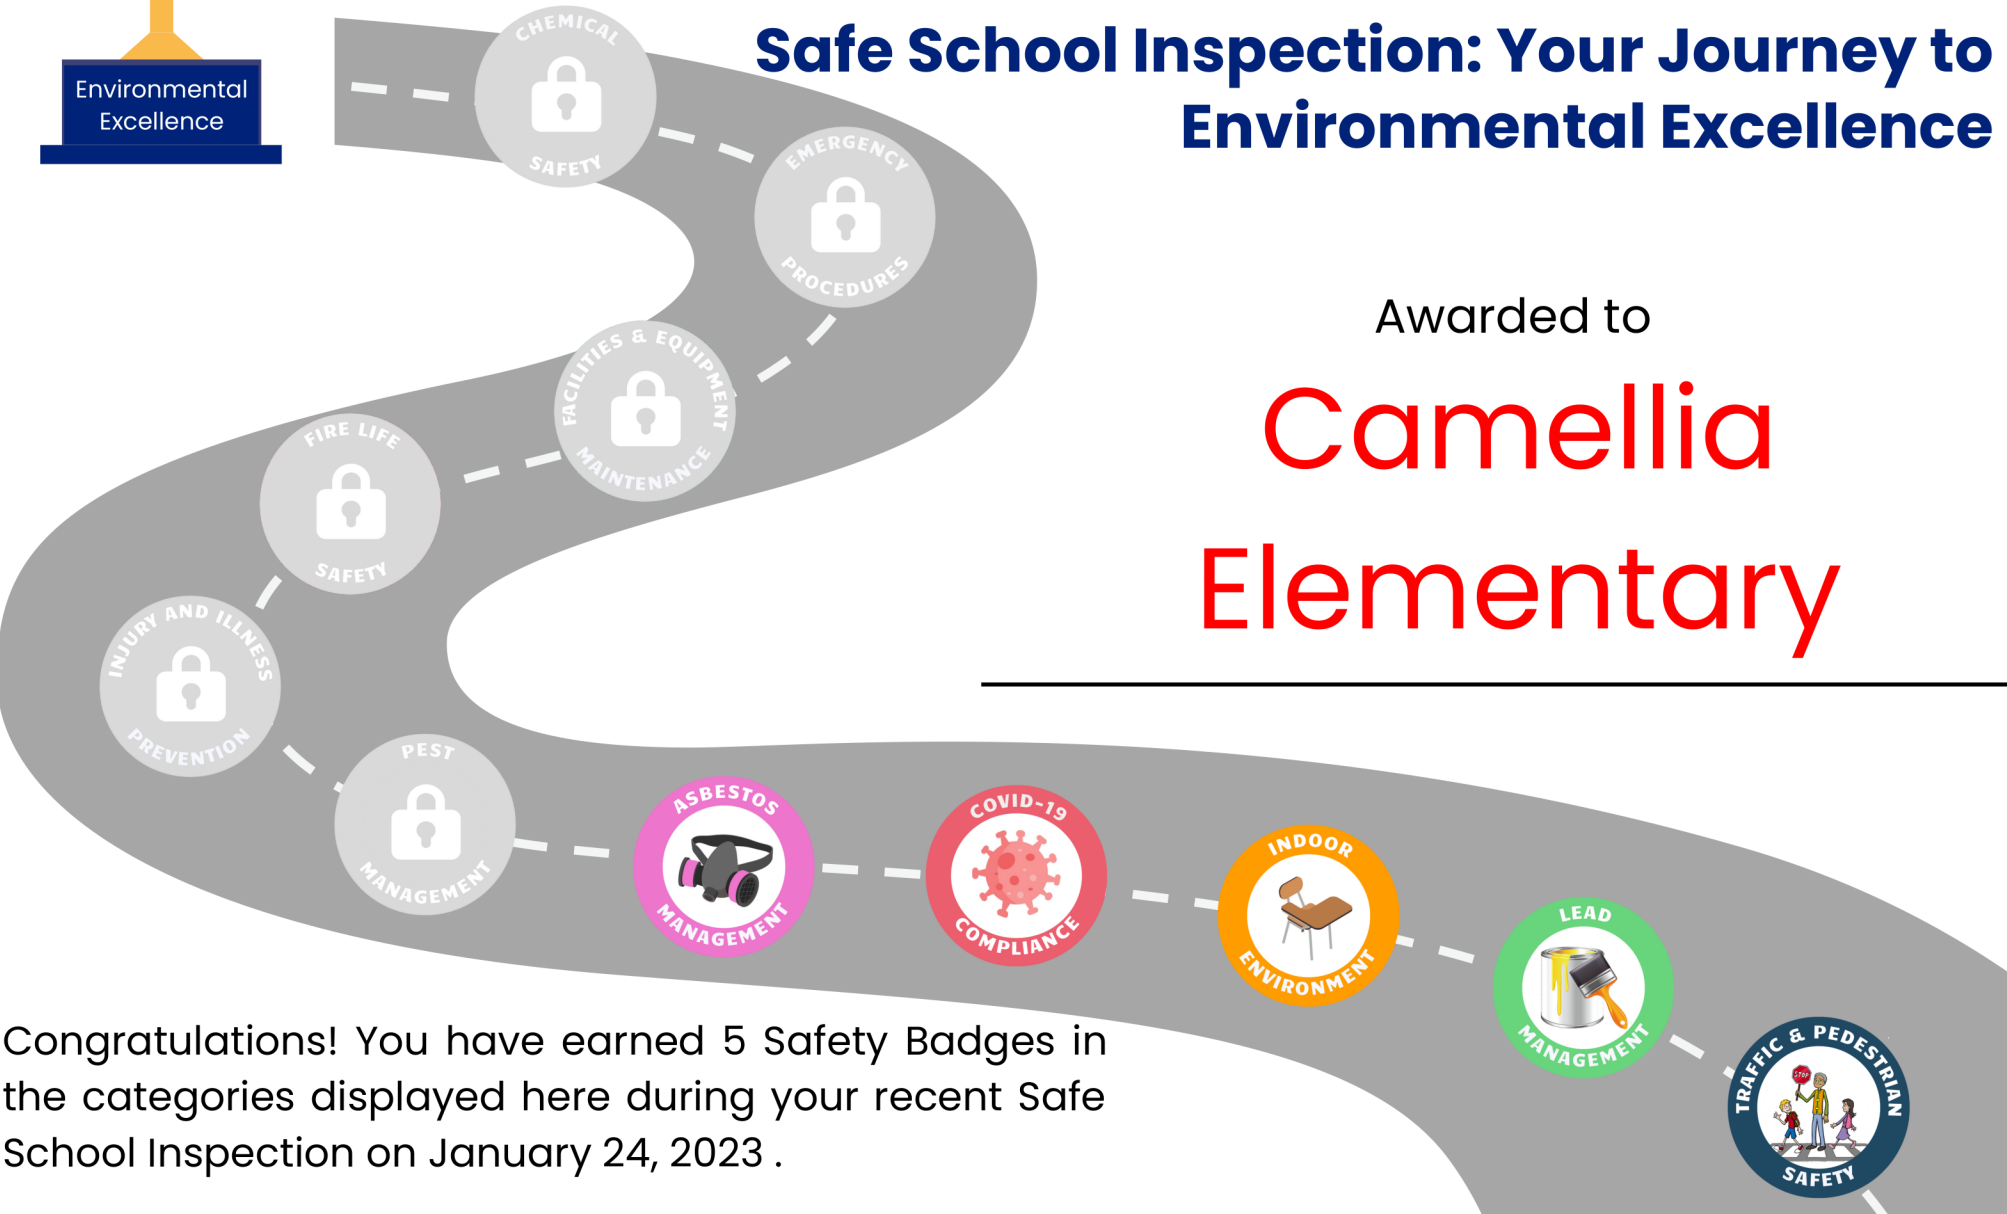 Safe School Inspection: Your Journey to
Environmental Excellence
Environmental
Excellence
CHEMICAL
SAFETY
EMERGENCY
PROCEDURES
Awarded to
Camellia
Elementary
FACILITIES & EQUIPMENT
MAINTENANCE
FIRE LIFE
SAFETY
INJURY AND ILLNESS
PREVENTION
PEST
MANAGEMENT
ASBESTOS
MANAGEMENT
COVID-19
COMPLIANCE
INDOOR
ENVIRONMENT
LEAD
MANAGEMENT
TRAFFIC & PEDESTRIAN
STOP
SAFETY
Congratulations! You have earned 5 Safety Badges in
the categories displayed here during your recent Safe
School Inspection on January 24, 2023 .